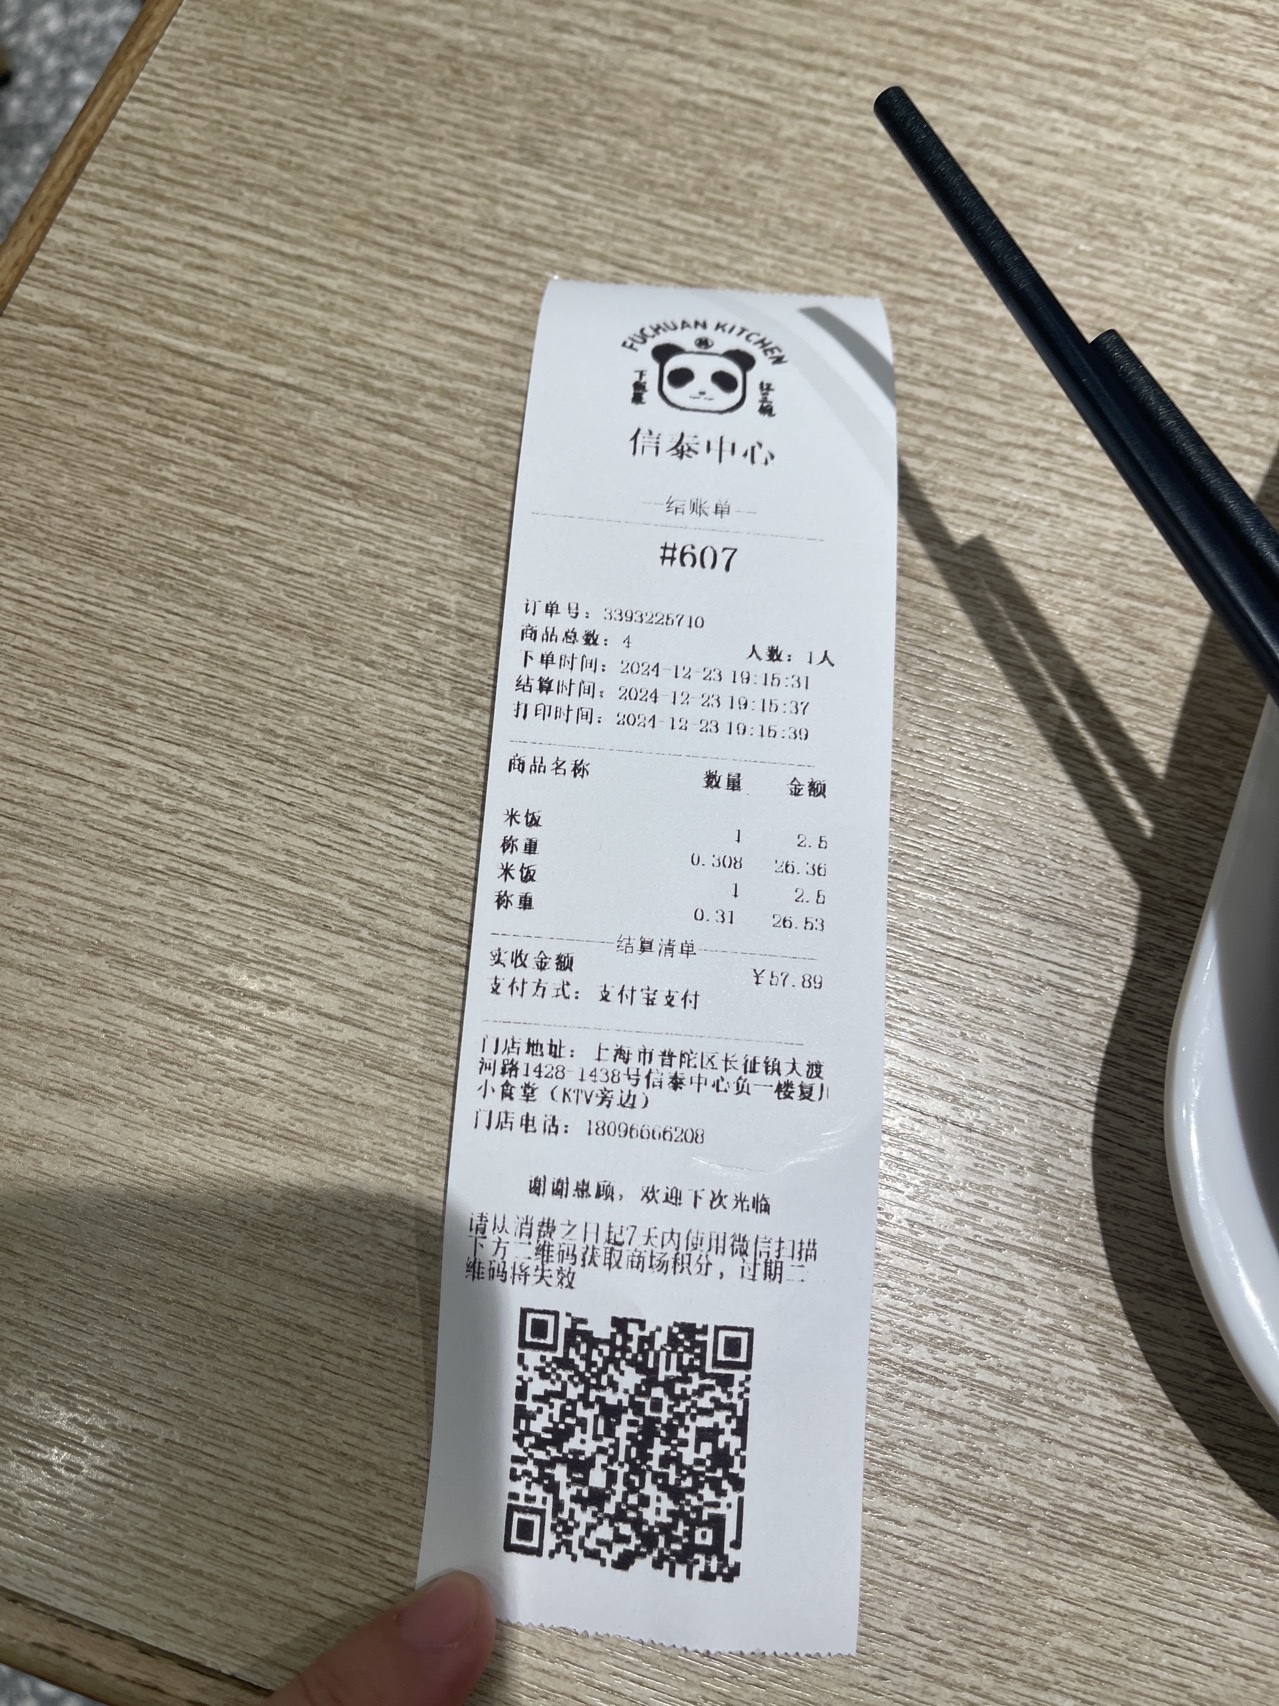 FUCHUAN KITCHEN
下饭菜
扛三碗
信泰中心
—结账单—
#607
订单号：3393225710
商品总数：4 人数：1人
下单时间：2024-12-23 19:15:31
结算时间：2024-12-23 19:15:37
打印时间：2024-12-23 19:15:39
商品名称 数量 金额
米饭 1 2.5
称重 0.308 26.36
米饭 1 2.5
称重 0.31 26.53
结算清单
实收金额 ¥57.89
支付方式：支付宝支付
门店地址：上海市普陀区长征镇大渡
河路1428-1438号信泰中心负一楼复川
小食堂（KTV旁边）
门店电话：18096666208
谢谢惠顾，欢迎下次光临
请从消费之日起7天内使用微信扫描
下方二维码获取商场积分，过期二
维码将失效